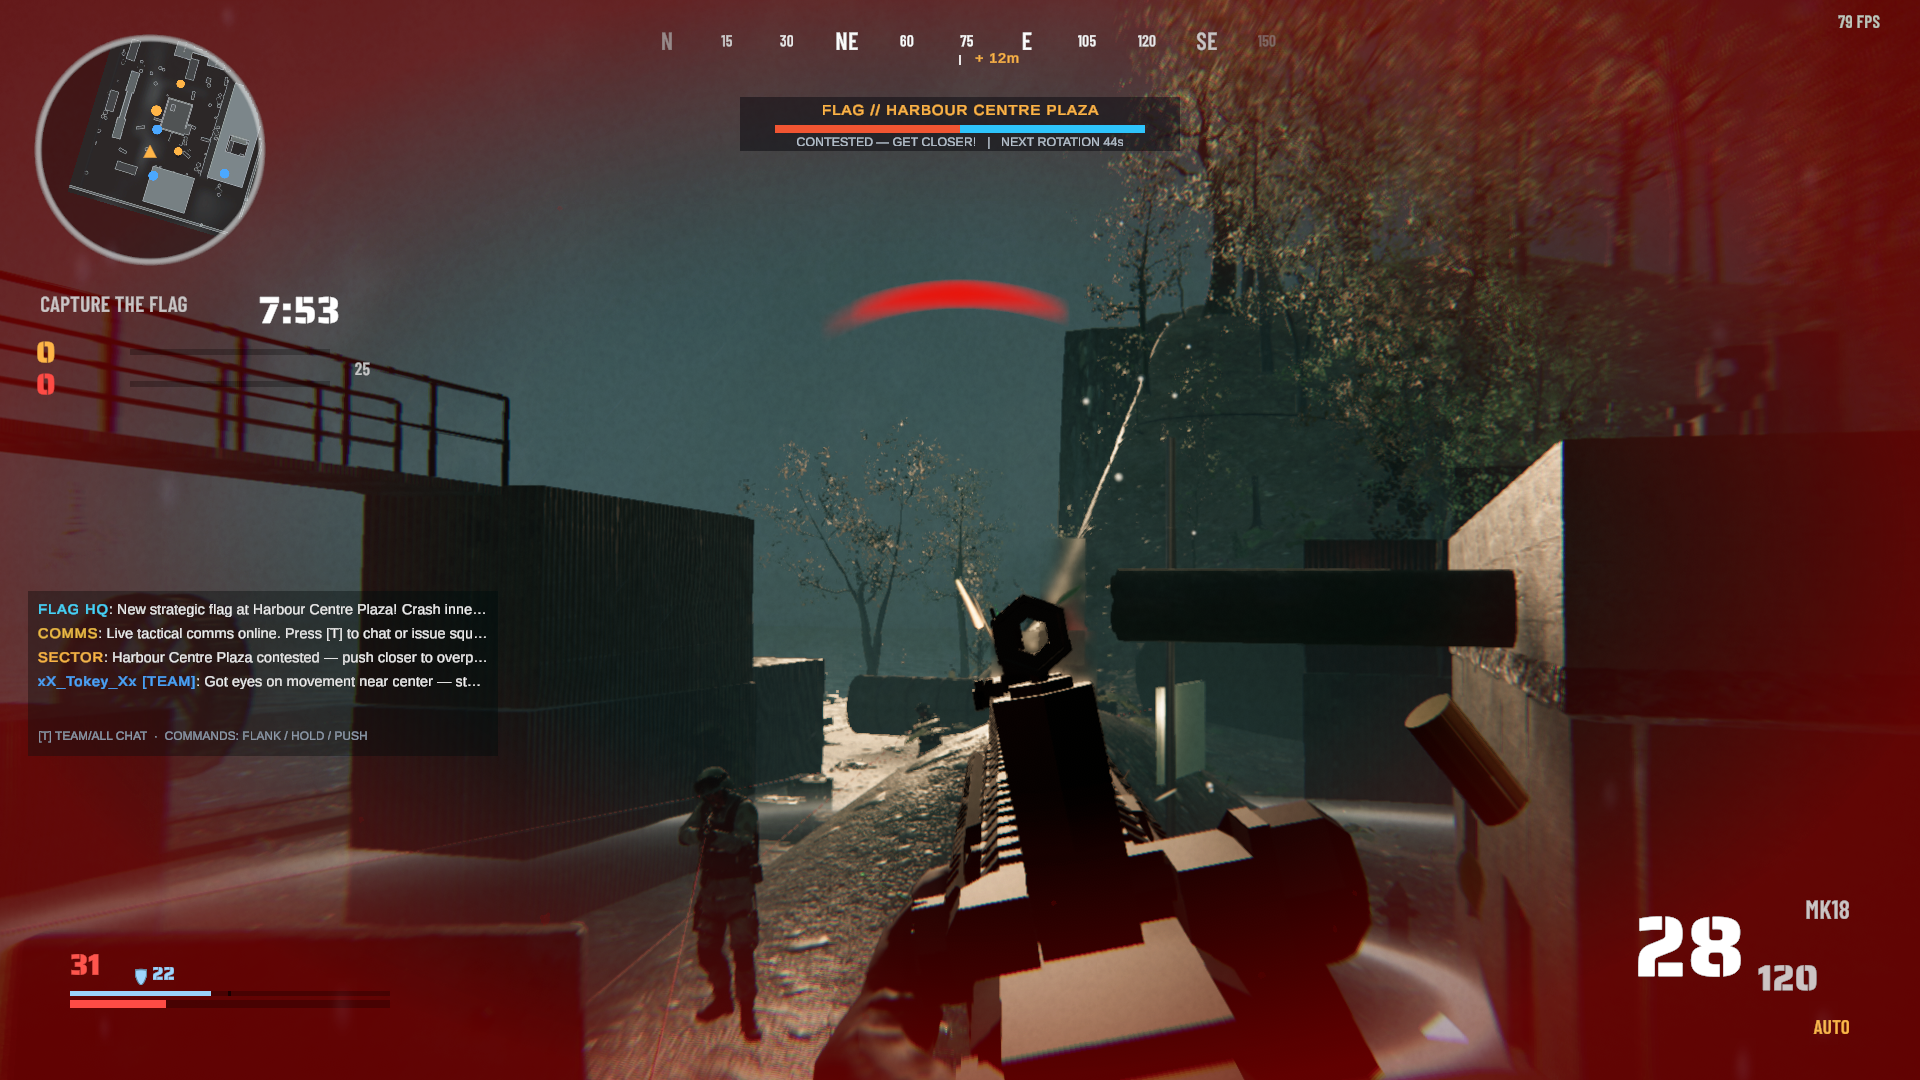 79 FPS
N 15 30 NE 60 75 E 105 120 SE 150
+ 12m
FLAG // HARBOUR CENTRE PLAZA
CONTESTED — GET CLOSER! | NEXT ROTATION 44s
CAPTURE THE FLAG 7:53
0
25
0
FLAG HQ: New strategic flag at Harbour Centre Plaza! Crash inne...
COMMS: Live tactical comms online. Press [T] to chat or issue squ...
SECTOR: Harbour Centre Plaza contested — push closer to overp...
xX_Tokey_Xx [TEAM]: Got eyes on movement near center — st...
[T] TEAM/ALL CHAT · COMMANDS: FLANK / HOLD / PUSH
31 22
MK18
28 120
AUTO